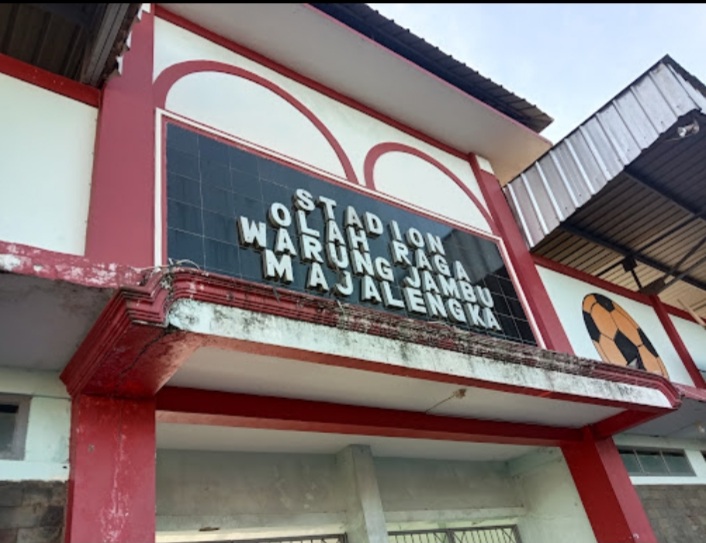 STADION
OLAH RAGA
WARUNG JAMBU
MAJALENGKA